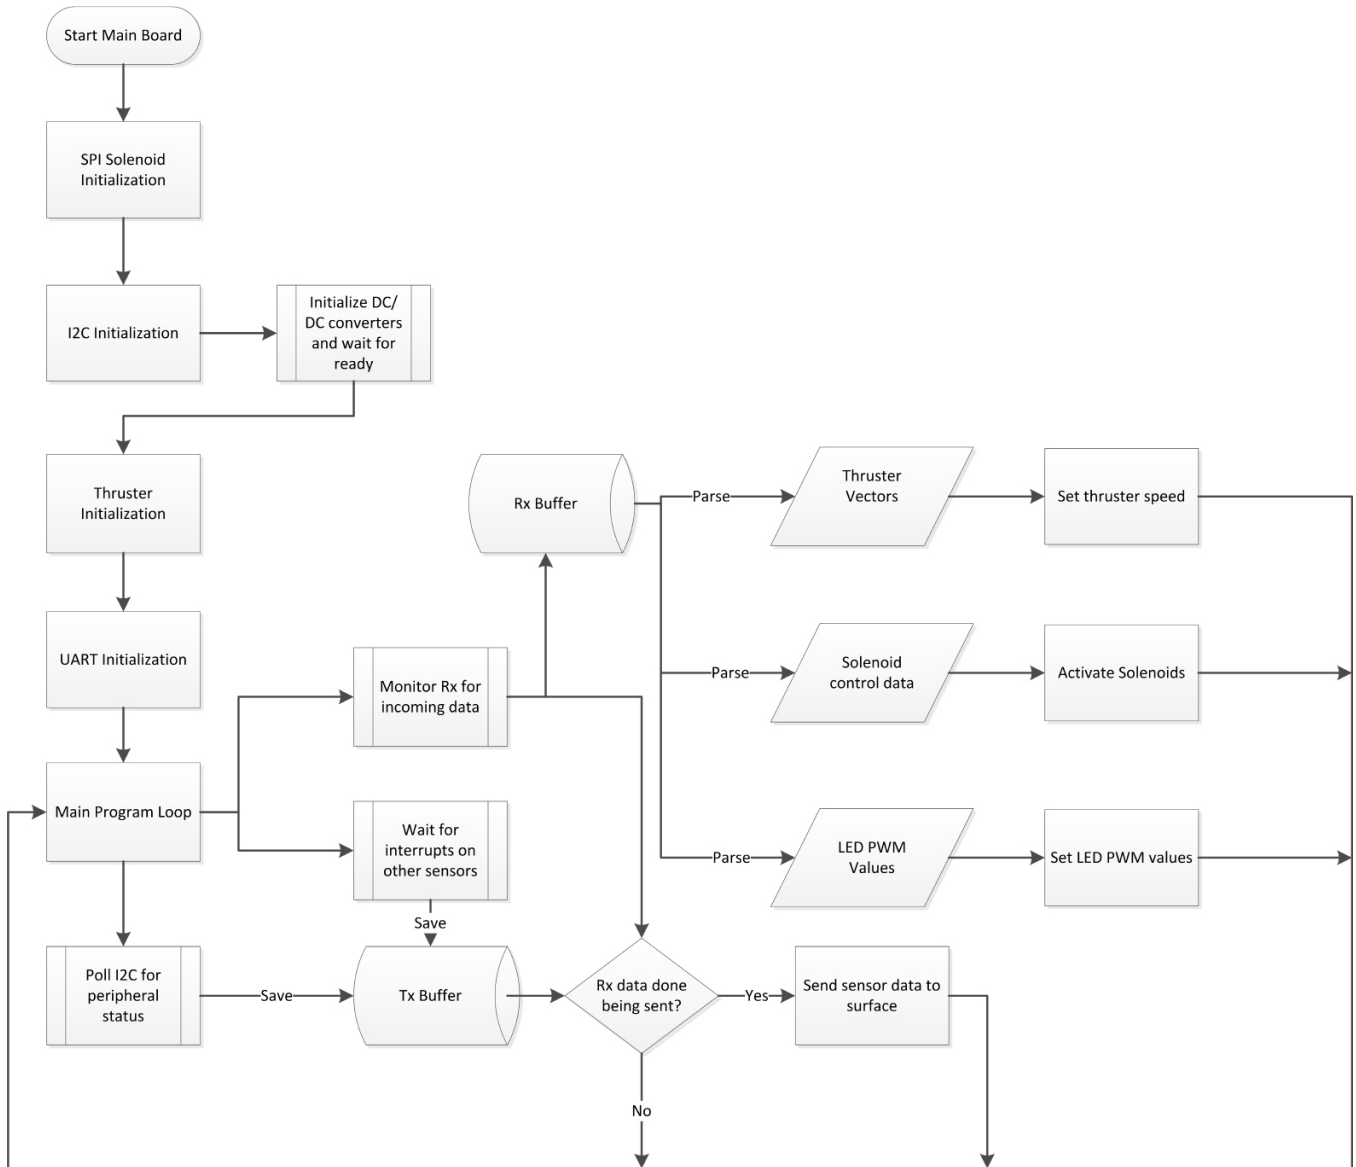 Start Main Board
SPI Solenoid
Initialization
I2C Initialization
Initialize DC/
DC converters
and wait for
ready
Thruster
Initialization
Rx Buffer
Parse
Thruster
Vectors
Set thruster speed
UART Initialization
Monitor Rx for
incoming data
Parse
Solenoid
control data
Activate Solenoids
Main Program Loop
Wait for
interrupts on
other sensors
Parse
LED PWM
Values
Set LED PWM values
Save
Poll I2C for
peripheral
status
Save
Tx Buffer
Rx data done
being sent?
Yes
Send sensor data to
surface
No